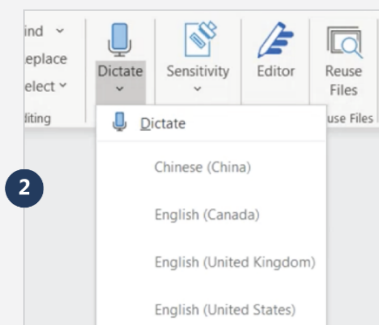 ind
eplace
elect
diting
Dictate
Sensitivity
Editor
Reuse
Files
use Files
Dictate
Chinese (China)
2
English (Canada)
English (United Kingdom)
English (United States)